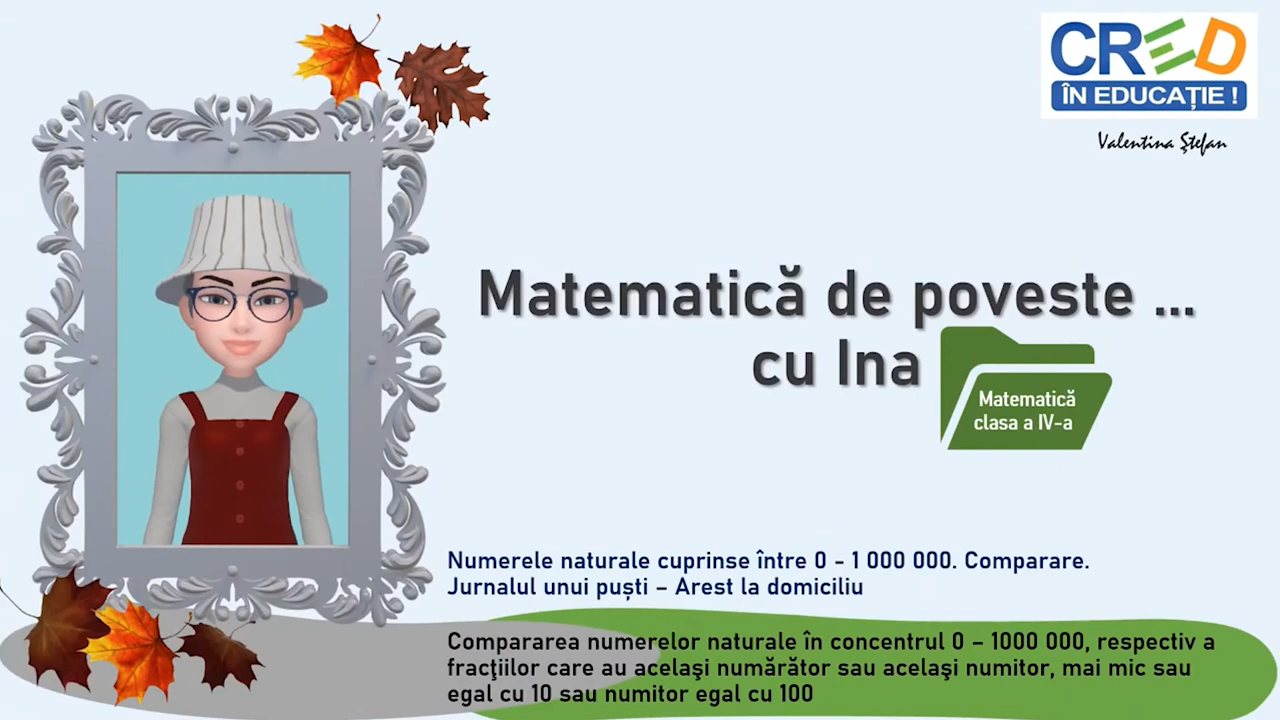 CRED
ÎN EDUCAȚIE !
Valentina Ştefan
Matematică de poveste ...
cu Ina
Matematică
clasa a IV-a
Numerele naturale cuprinse între 0 - 1 000 000. Comparare.
Jurnalul unui puști – Arest la domiciliu
Compararea numerelor naturale în concentrul 0 – 1000 000, respectiv a
fracţiilor care au acelaşi numărător sau acelaşi numitor, mai mic sau
egal cu 10 sau numitor egal cu 100